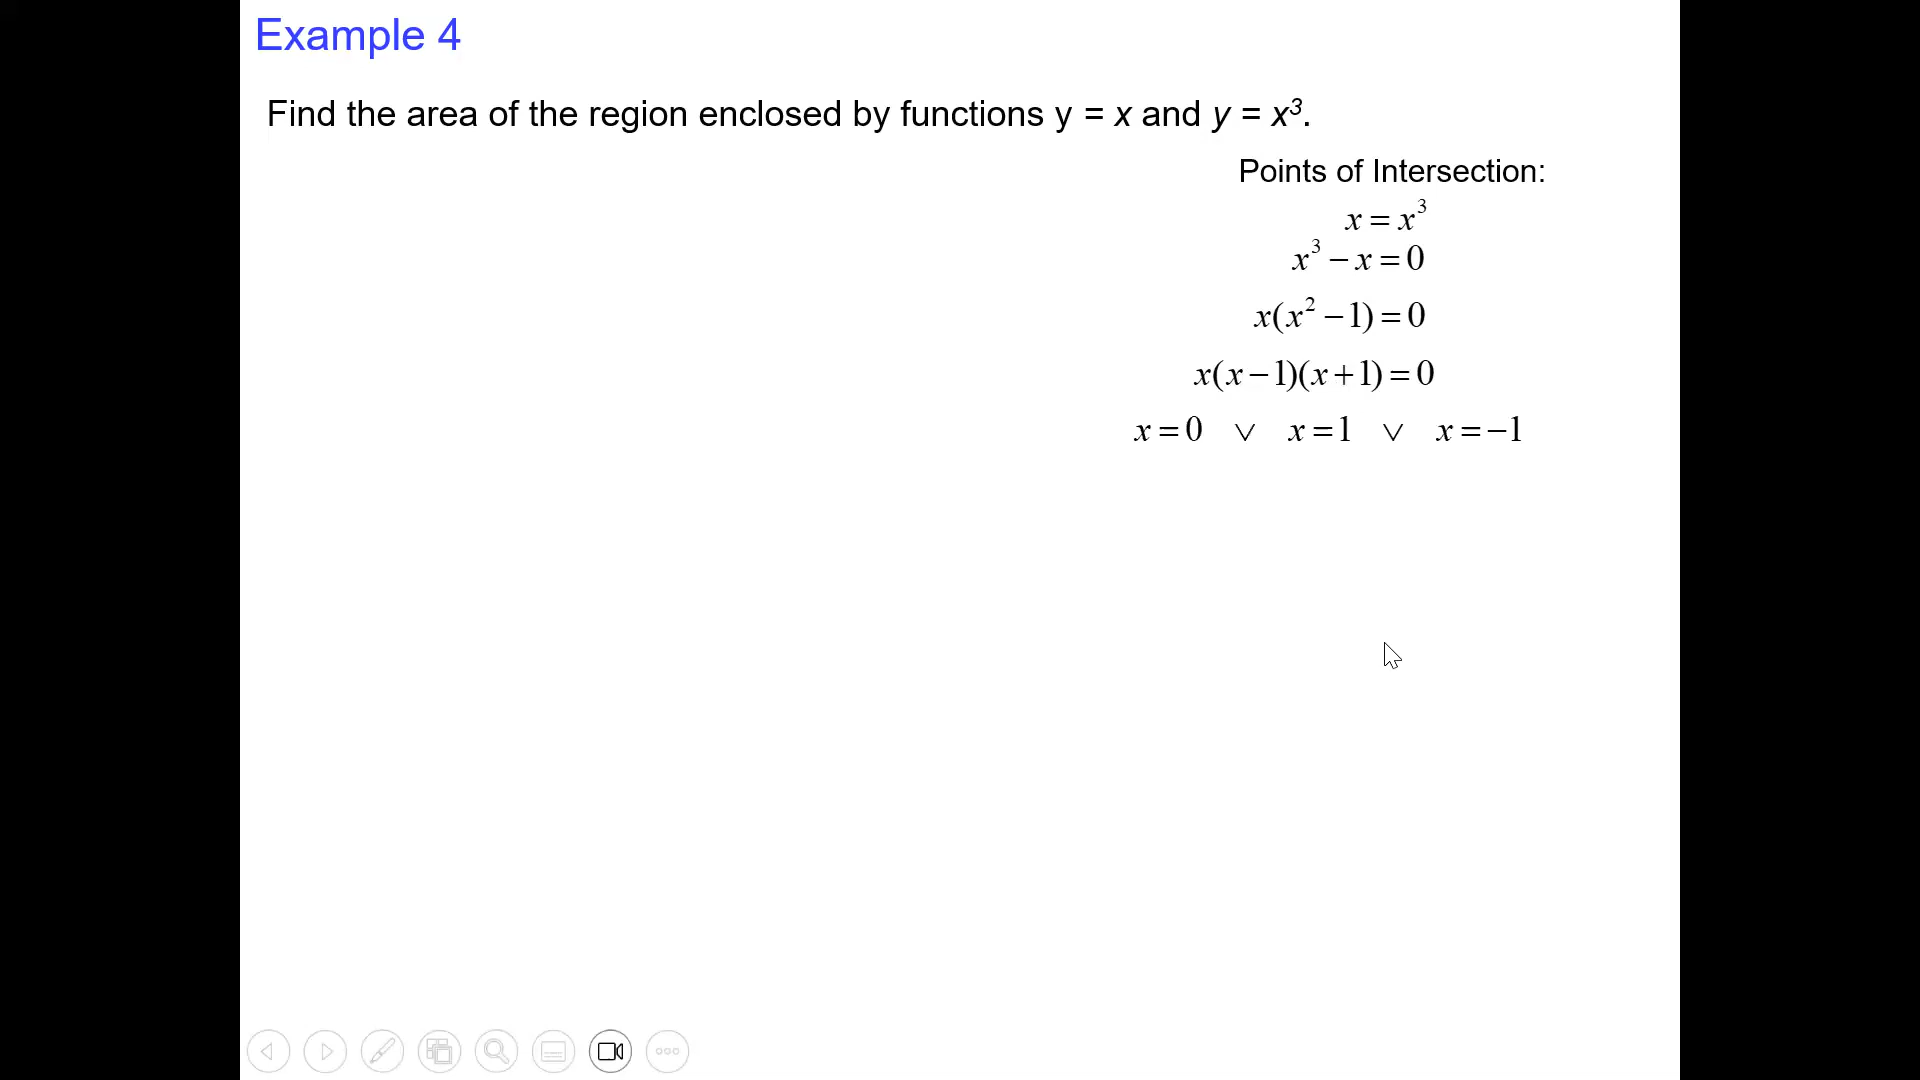 Example 4
Find the area of the region enclosed by functions y = x and y = x³.
Points of Intersection:
x = x³
x³ − x = 0
x(x² − 1) = 0
x(x − 1)(x + 1) = 0
x = 0 ∨ x = 1 ∨ x = −1